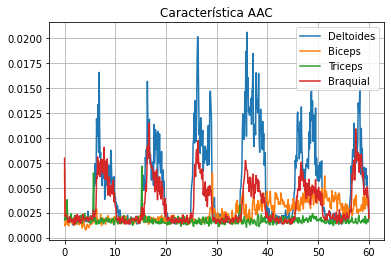 Característica AAC
0.0200
0.0175
0.0150
0.0125
0.0100
0.0075
0.0050
0.0025
0.0000
0 10 20 30 40 50 60
Deltoides
Biceps
Triceps
Braquial